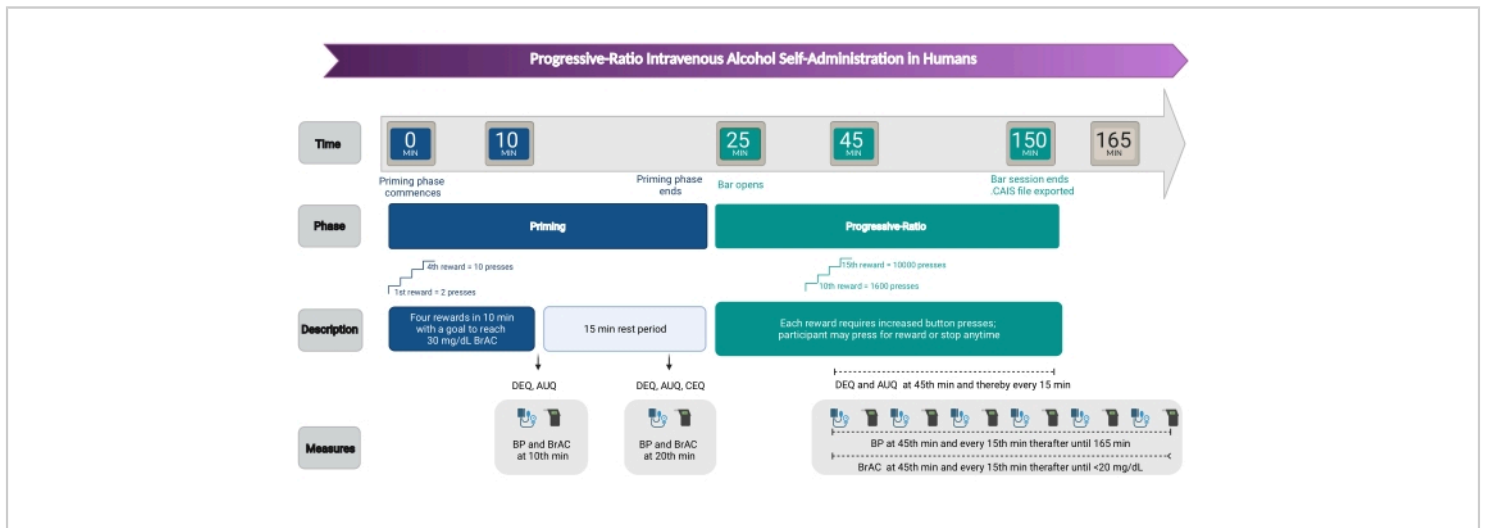 Progressive-Ratio Intravenous Alcohol Self-Administration in Humans
Time
0
MIN
10
MIN
25
MIN
45
MIN
150
MIN
165
MIN
Priming phase
commences
Priming phase
ends
Bar opens
Bar session ends
.CAIS file exported
Phase
Priming
Progressive-Ratio
4th reward = 10 presses
1st reward = 2 presses
15th reward = 10000 presses
10th reward = 1600 presses
Description
Four rewards in 10 min
with a goal to reach
30 mg/dL BrAC
15 min rest period
Each reward requires increased button presses;
participant may press for reward or stop anytime
DEQ, AUQ
DEQ, AUQ, CEQ
DEQ and AUQ at 45th min and thereby every 15 min
Measures
BP and BrAC
at 10th min
BP and BrAC
at 20th min
BP at 45th min and every 15th min therafter until 165 min
BrAC at 45th min and every 15th min therafter until <20 mg/dL